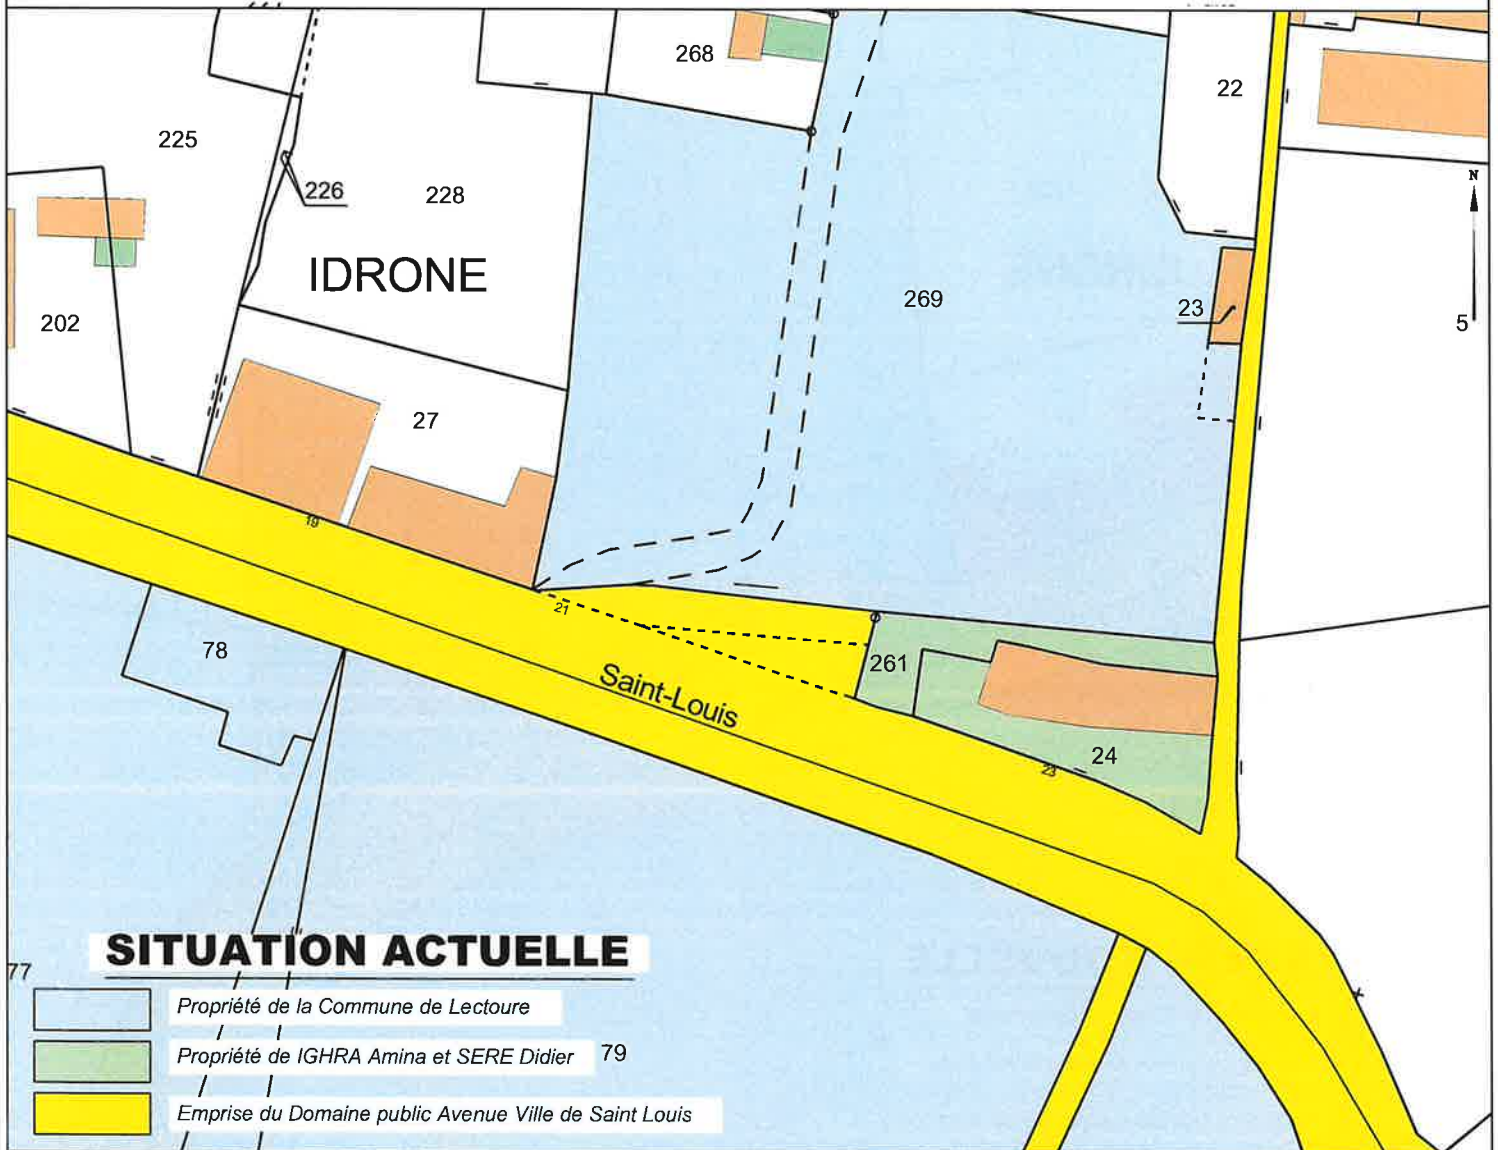 268
22
225
226
228
N
IDRONE
269
23
5
202
27
19
21
78
261
Saint-Louis
24
23
SITUATION ACTUELLE
77
Propriété de la Commune de Lectoure
Propriété de IGHRA Amina et SERE Didier
79
Emprise du Domaine public Avenue Ville de Saint Louis